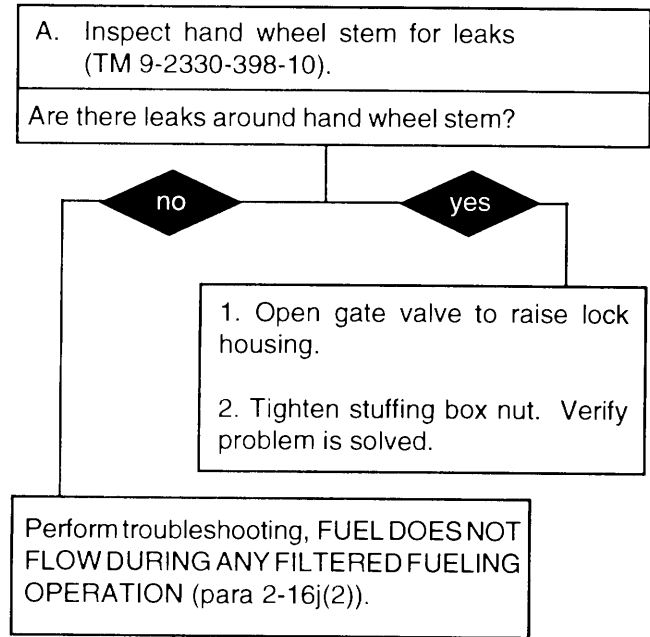 A. Inspect hand wheel stem for leaks
(TM 9-2330-398-10).
Are there leaks around hand wheel stem?
no
yes
1. Open gate valve to raise lock
housing.
2. Tighten stuffing box nut. Verify
problem is solved.
Perform troubleshooting, FUEL DOES NOT
FLOW DURING ANY FILTERED FUELING
OPERATION (para 2-16j(2)).